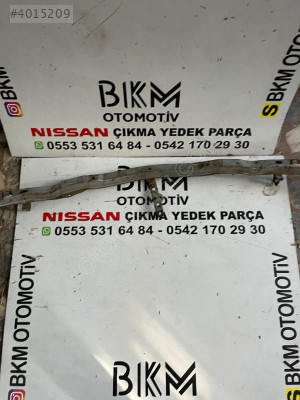 #4015209
BKM
OTOMOTİV
NISSAN ÇIKMA YEDEK PARÇA
0553 531 64 84 - 0542 170 29 30
BKM
S BKM OTOMOTİV
BKM
OTOMOTİV
NISSAN ÇIKMA YEDEK PARÇA
0553 531 64 84 - 0542 170 29 30
BKM OTOMOTİV
S BKM OTOMOTİV
BKM